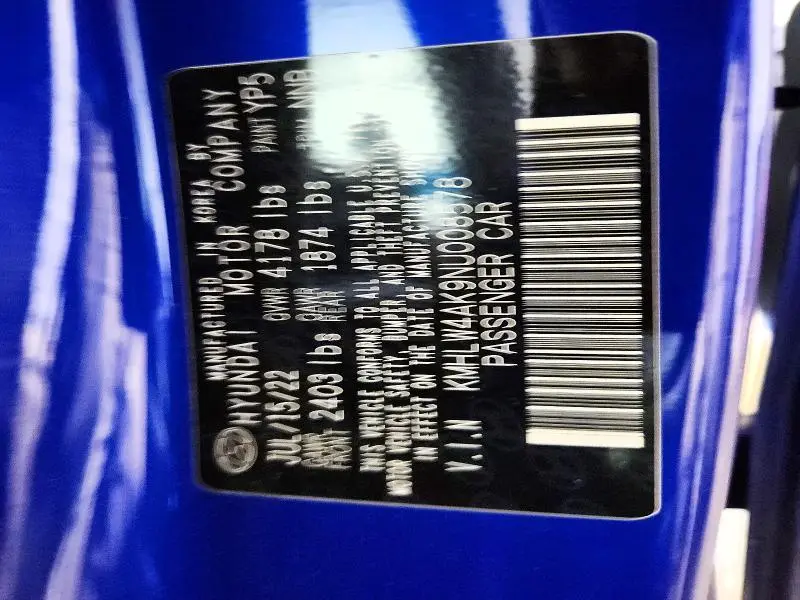 MANUFACTURED IN KOREA BY
HYUNDAI MOTOR COMPANY
JUL/15/22 GVWR 4178 lbs PAINT YP5
GAWR FRONT 2403 lbs GAWR REAR 1874 lbs TRIM NNB
THIS VEHICLE CONFORMS TO ALL APPLICABLE U.S.
MOTOR VEHICLE SAFETY, BUMPER, AND THEFT PREVENTION
IN EFFECT ON THE DATE OF MANUFACTURE
V.I.N
PASSENGER CAR